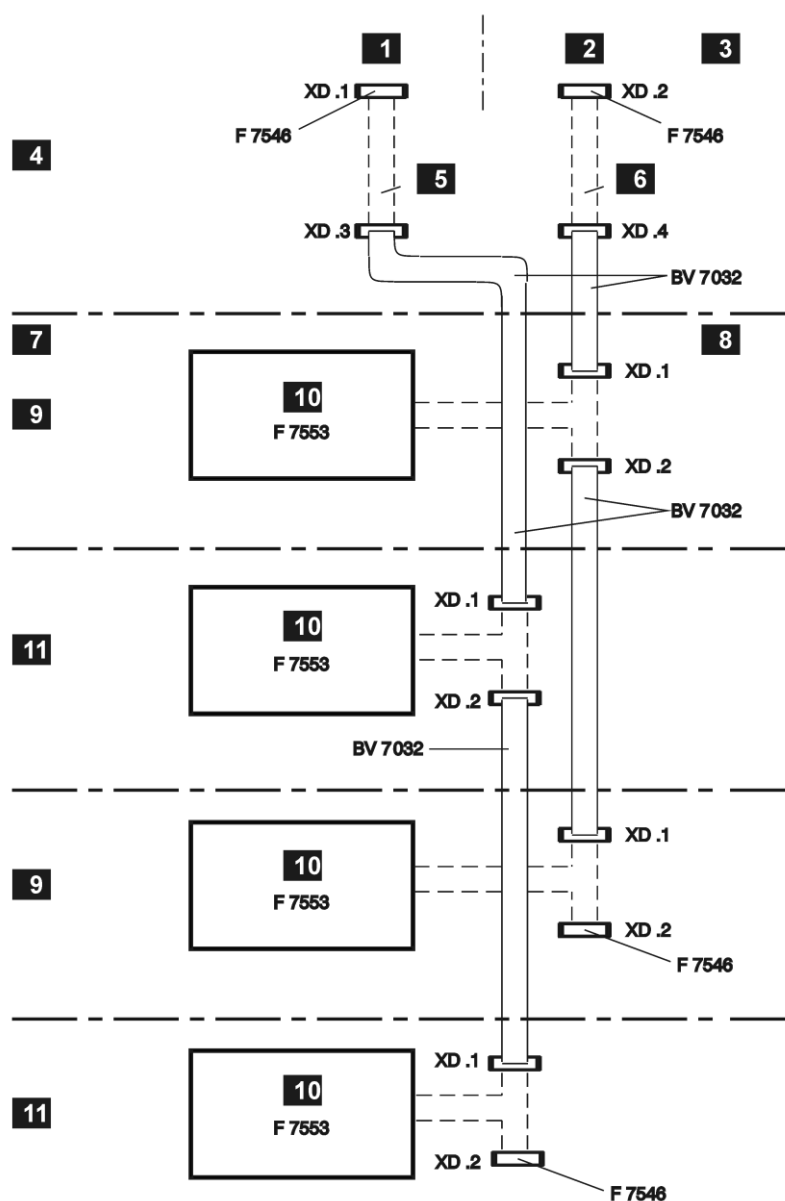 1 2 3
XD .1 XD .2
F 7546 F 7546
4
5 6
XD .3 XD .4
BV 7032
7 8
XD .1
10
9
F 7553
XD .2
BV 7032
XD .1
10
11
F 7553
XD .2
BV 7032
XD .1
10
9
F 7553
XD .2
F 7546
XD .1
10
11
F 7553
XD .2
F 7546